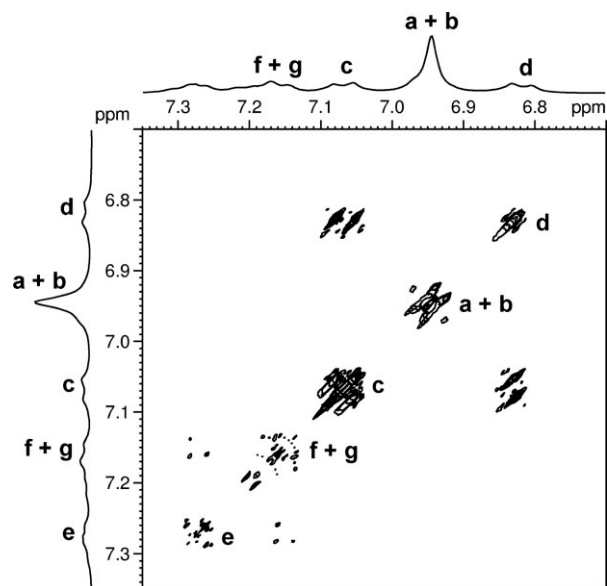 a + b
f + g
c
d
7.3 7.2 7.1 7.0 6.9 6.8
ppm
ppm
6.8
6.9
7.0
7.1
7.2
7.3
d
a + b
c
f + g
e
d
a + b
c
f + g
e